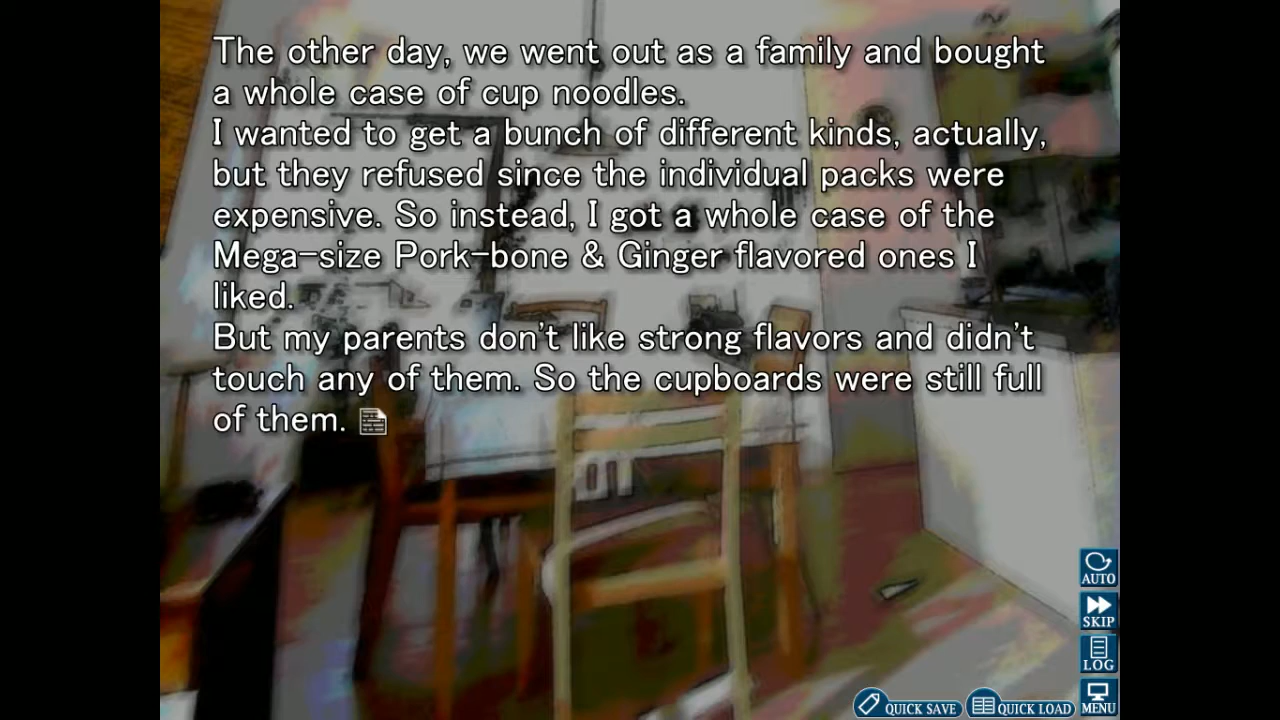 The other day, we went out as a family and bought
a whole case of cup noodles.
I wanted to get a bunch of different kinds, actually,
but they refused since the individual packs were
expensive. So instead, I got a whole case of the
Mega-size Pork-bone & Ginger flavored ones I
liked.
But my parents don't like strong flavors and didn't
touch any of them. So the cupboards were still full
of them.
AUTO
SKIP
LOG
MENU
QUICK SAVE
QUICK LOAD